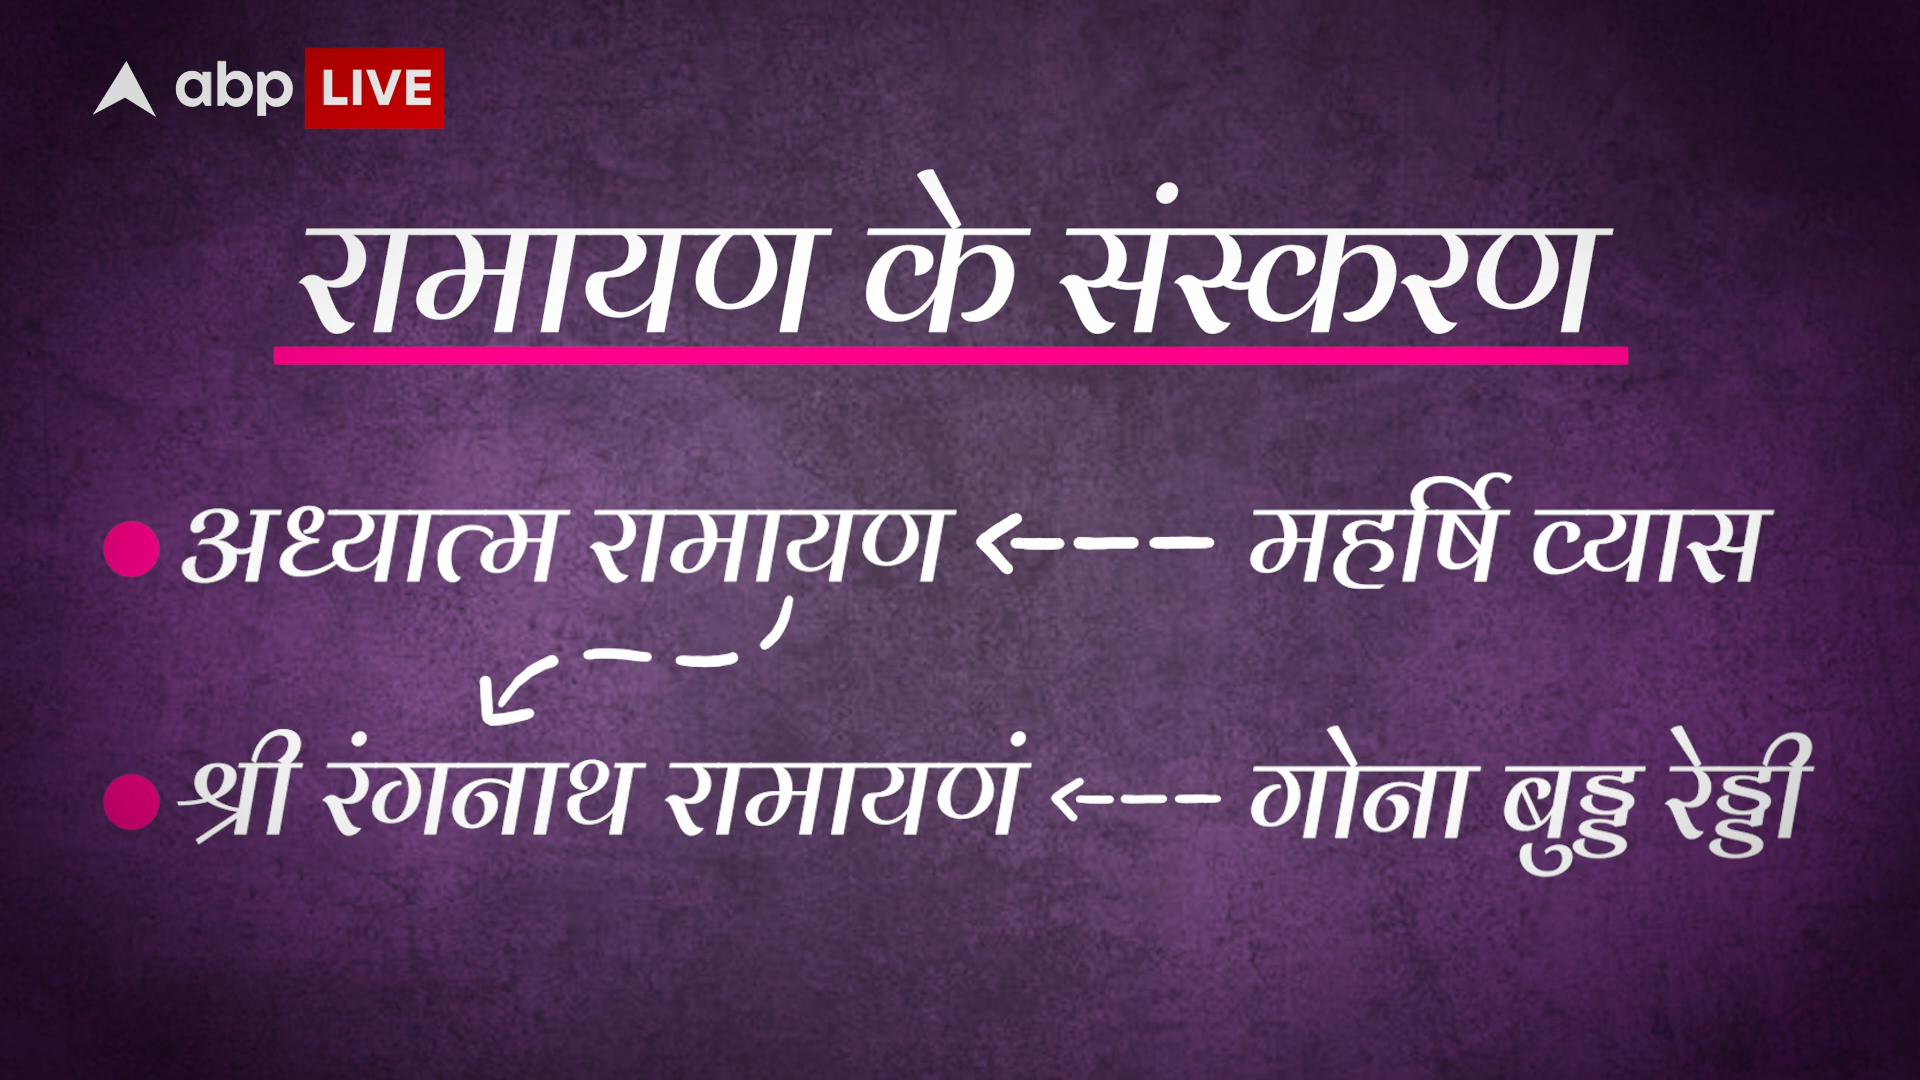 abp LIVE
रामायण के संस्करण
अध्यात्म रामायण महर्षि व्यास
श्री रंगनाथ रामायणं गोना बुड्ड रेड्डी